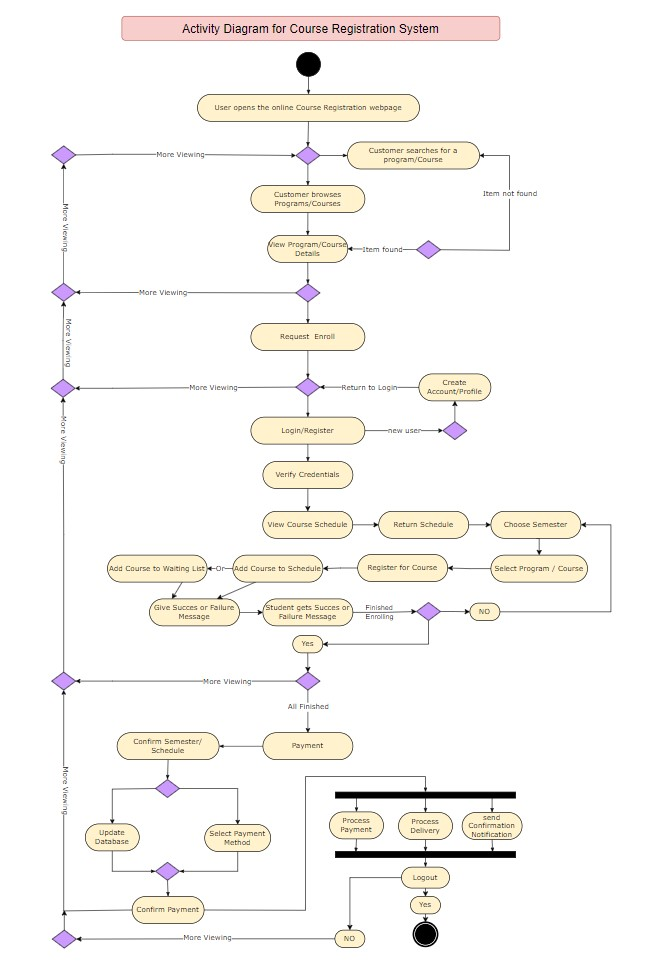 Activity Diagram for Course Registration System
User opens the online Course Registration webpage
More Viewing
Customer searches for a
program/Course
Customer browses
Programs/Courses
Item not found
More Viewing
View Program/Course
Details
Item found
More Viewing
Request Enroll
More Viewing
More Viewing
Return to Login
Create
Account/Profile
More Viewing
Login/Register
new user
Verify Credentials
View Course Schedule
Return Schedule
Choose Semester
Add Course to Waiting List
Or
Add Course to Schedule
Register for Course
Select Program / Course
Give Succes or Failure
Message
Student gets Succes or
Failure Message
Finished
Enrolling
NO
Yes
More Viewing
All Finished
Confirm Semester/
Schedule
Payment
More Viewing
Update
Database
Select Payment
Method
Process
Payment
Process
Delivery
send
Confirmation
Notification
Logout
Confirm Payment
Yes
More Viewing
NO